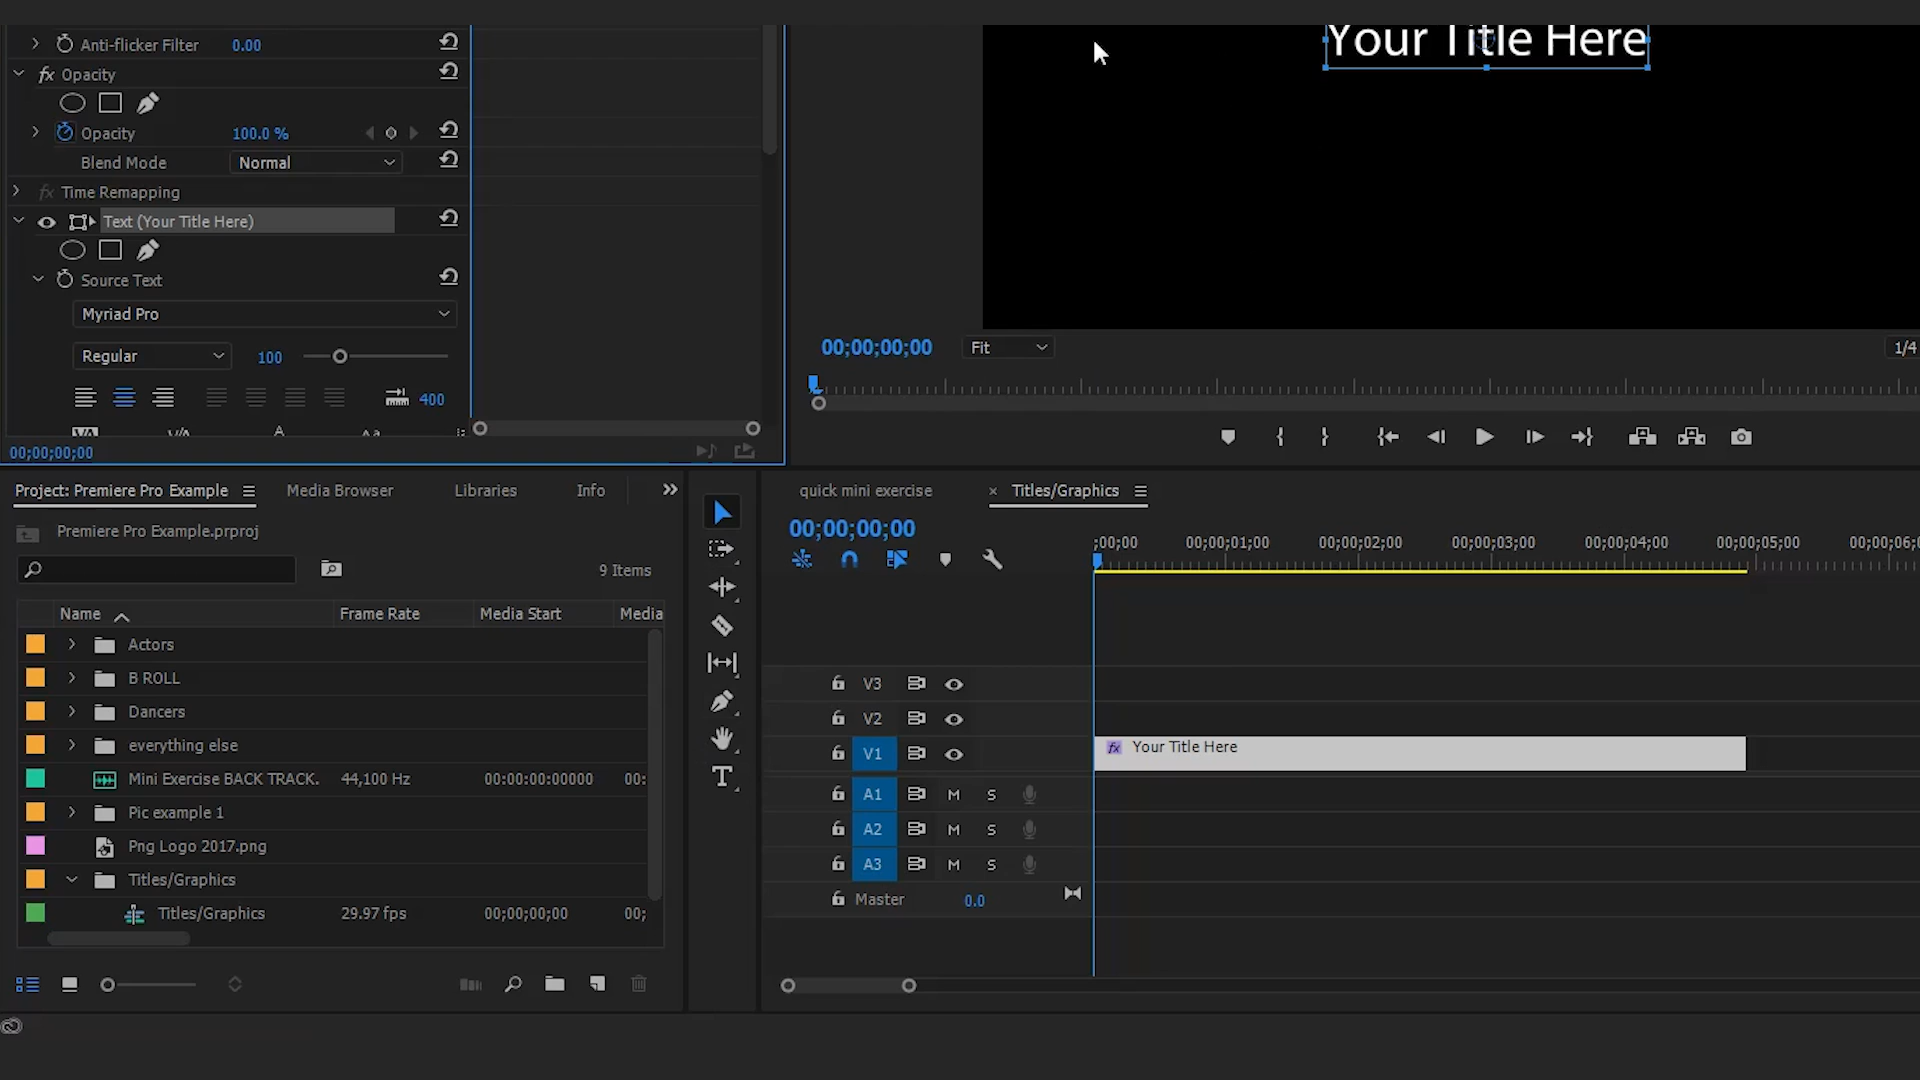 Anti-flicker Filter 0.00
fx Opacity
Opacity 100.0 %
Blend Mode Normal
fx Time Remapping
Text (Your Title Here)
Source Text
Myriad Pro
Regular 100
400
00;00;00;00
Your Title Here
00;00;00;00 Fit 1/4
Project: Premiere Pro Example Media Browser Libraries Info
Premiere Pro Example.prproj
9 Items
Name Frame Rate Media Start Media
Actors
B ROLL
Dancers
everything else
Mini Exercise BACK TRACK. 44,100 Hz 00:00:00:00000 00:
Pic example 1
Png Logo 2017.png
Titles/Graphics
Titles/Graphics 29.97 fps 00;00;00;00 00;
T
quick mini exercise × Titles/Graphics
00;00;00;00
;00;00 00;00;01;00 00;00;02;00 00;00;03;00 00;00;04;00 00;00;05;00 00;00;06;
V3
V2
V1 fx Your Title Here
A1 M S
A2 M S
A3 M S
Master 0.0